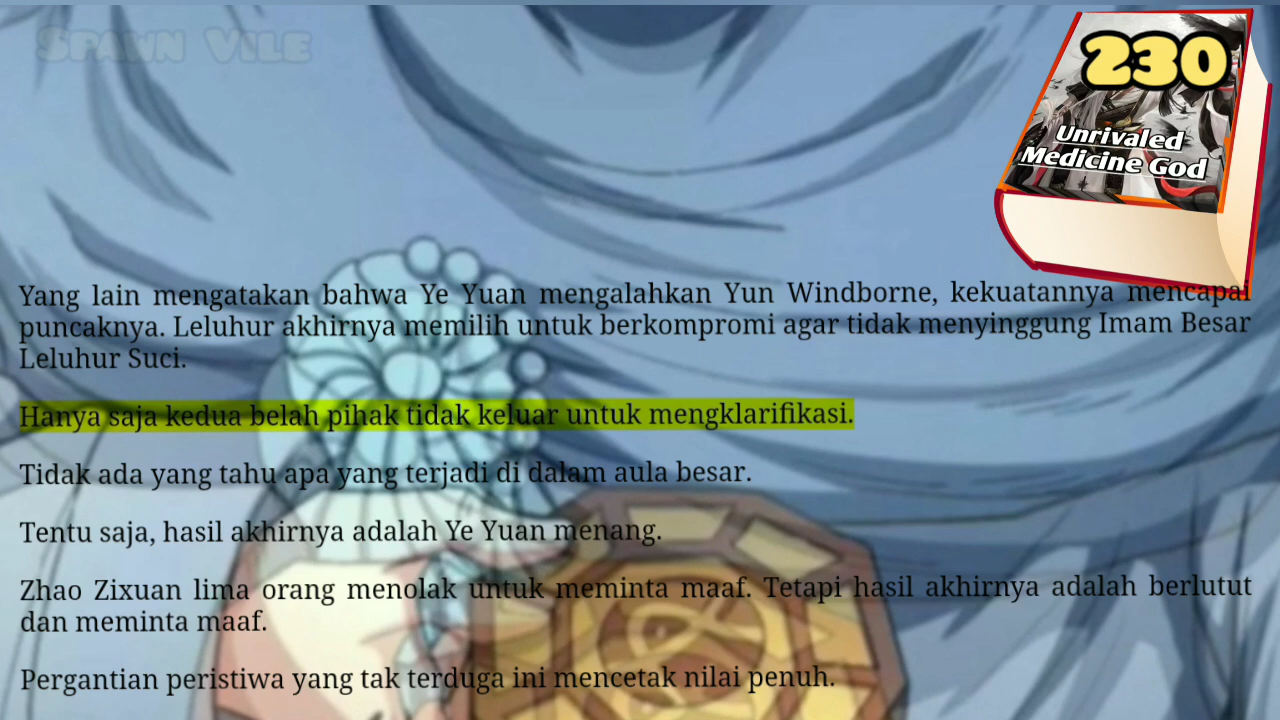 Spawn Vile
230
Unrivaled
Medicine God
Yang lain mengatakan bahwa Ye Yuan mengalahkan Yun Windborne, kekuatannya mencapai
puncaknya. Leluhur akhirnya memilih untuk berkompromi agar tidak menyinggung Imam Besar
Leluhur Suci.
Hanya saja kedua belah pihak tidak keluar untuk mengklarifikasi.
Tidak ada yang tahu apa yang terjadi di dalam aula besar.
Tentu saja, hasil akhirnya adalah Ye Yuan menang.
Zhao Zixuan lima orang menolak untuk meminta maaf. Tetapi hasil akhirnya adalah berlutut
dan meminta maaf.
Pergantian peristiwa yang tak terduga ini mencetak nilai penuh.